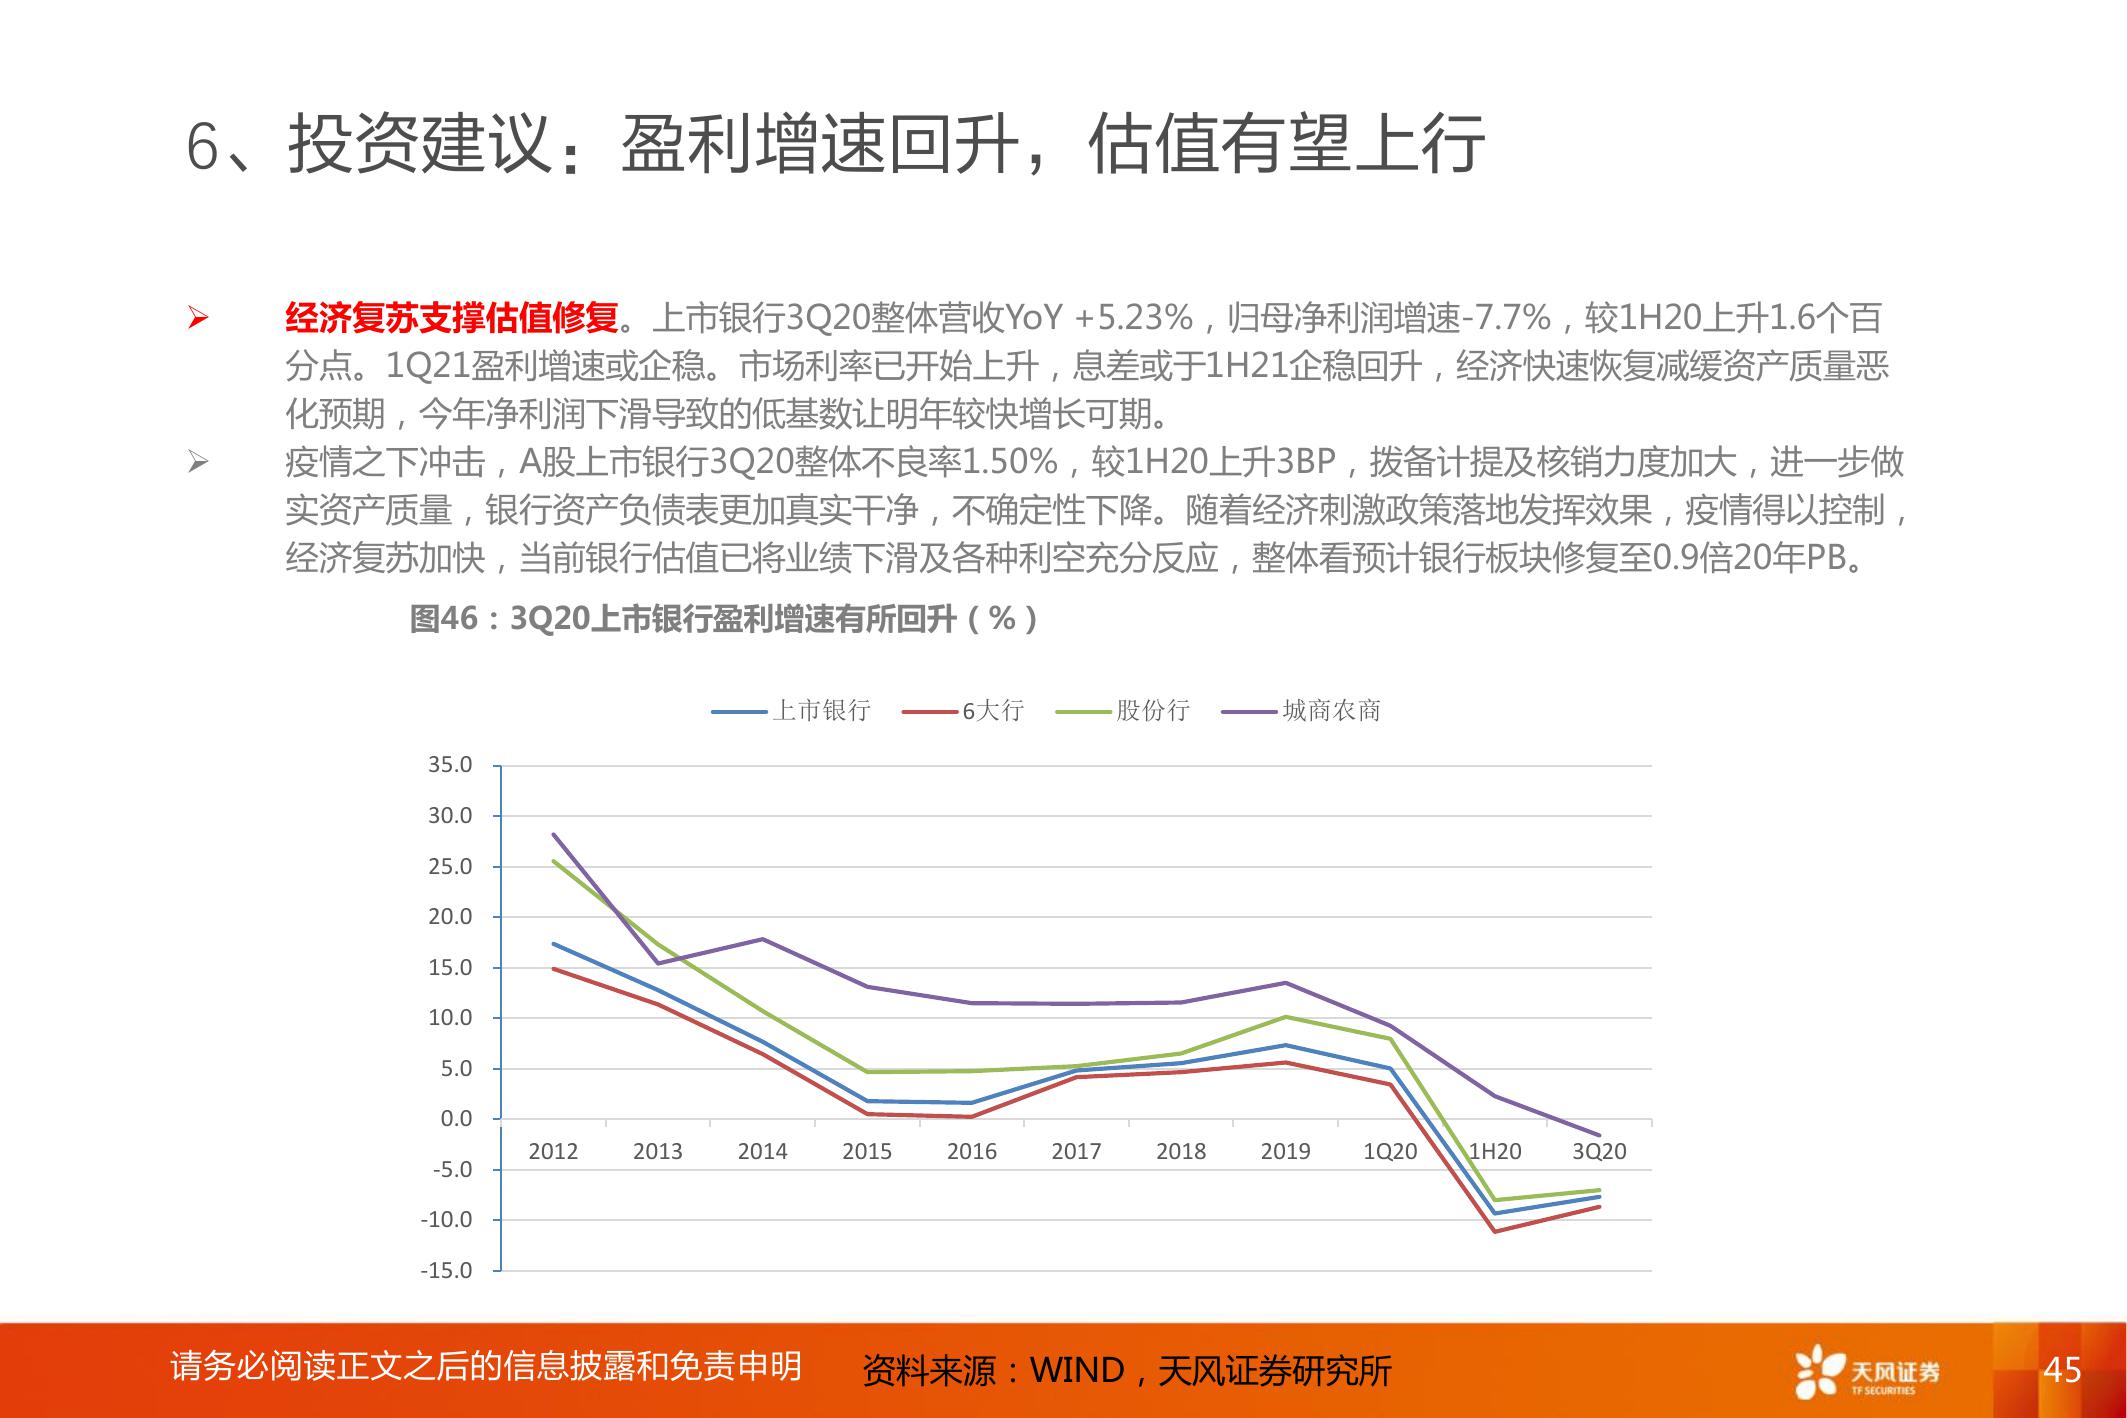 6、投资建议：盈利增速回升，估值有望上行
经济复苏支撑估值修复。上市银行3Q20整体营收YoY +5.23%，归母净利润增速-7.7%，较1H20上升1.6个百
分点。1Q21盈利增速或企稳。市场利率已开始上升，息差或于1H21企稳回升，经济快速恢复减缓资产质量恶
化预期，今年净利润下滑导致的低基数让明年较快增长可期。
疫情之下冲击，A股上市银行3Q20整体不良率1.50%，较1H20上升3BP，拨备计提及核销力度加大，进一步做
实资产质量，银行资产负债表更加真实干净，不确定性下降。随着经济刺激政策落地发挥效果，疫情得以控制，
经济复苏加快，当前银行估值已将业绩下滑及各种利空充分反应，整体看预计银行板块修复至0.9倍20年PB。
图46：3Q20上市银行盈利增速有所回升（%）
上市银行 6大行 股份行 城商农商
35.0
30.0
25.0
20.0
15.0
10.0
5.0
0.0
2012 2013 2014 2015 2016 2017 2018 2019 1Q20 1H20 3Q20
-5.0
-10.0
-15.0
请务必阅读正文之后的信息披露和免责申明 资料来源：WIND，天风证券研究所
天风证券
TF SECURITIES
45